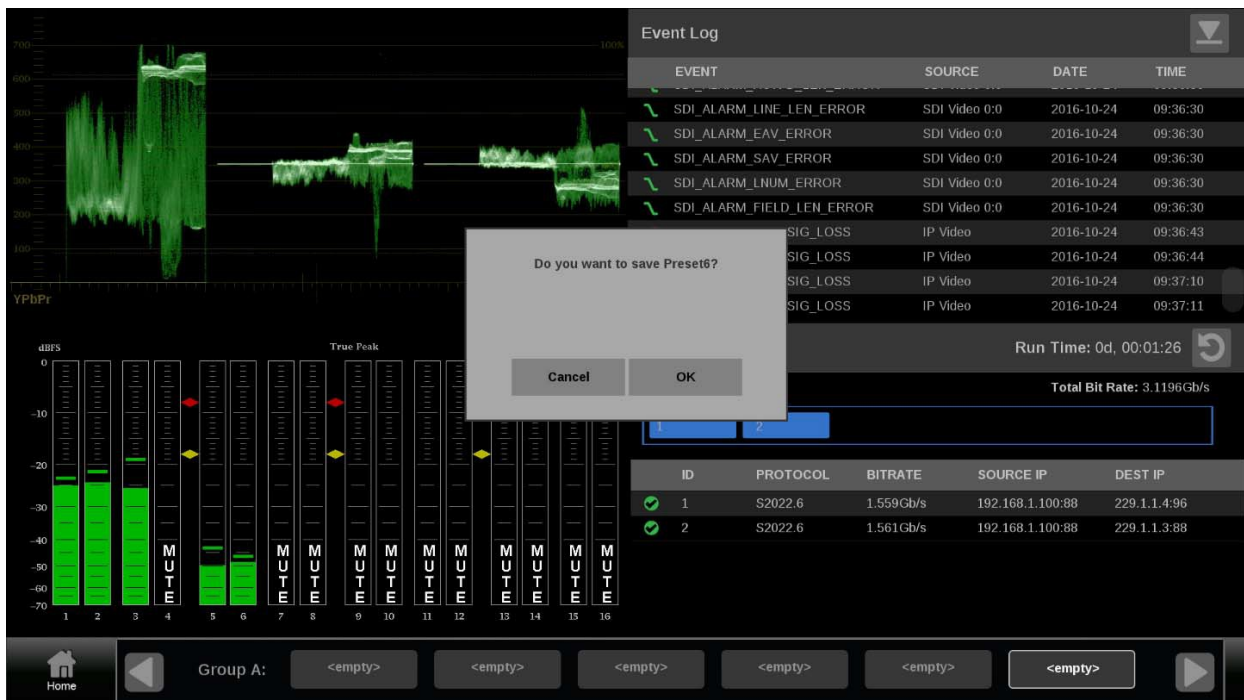 700
100%
600
500
400
300
200
100
YPbPr
Event Log
EVENT SOURCE DATE TIME
SDI_ALARM_LINE_LEN_ERROR SDI Video 0:0 2016-10-24 09:36:30
SDI_ALARM_EAV_ERROR SDI Video 0:0 2016-10-24 09:36:30
SDI_ALARM_SAV_ERROR SDI Video 0:0 2016-10-24 09:36:30
SDI_ALARM_LNUM_ERROR SDI Video 0:0 2016-10-24 09:36:30
SDI_ALARM_FIELD_LEN_ERROR SDI Video 0:0 2016-10-24 09:36:30
SIG_LOSS IP Video 2016-10-24 09:36:43
SIG_LOSS IP Video 2016-10-24 09:36:44
SIG_LOSS IP Video 2016-10-24 09:37:10
SIG_LOSS IP Video 2016-10-24 09:37:11
Do you want to save Preset6?
Cancel OK
Run Time: 0d, 00:01:26
Total Bit Rate: 3.1196Gb/s
1 2
ID PROTOCOL BITRATE SOURCE IP DEST IP
1 S2022.6 1.559Gb/s 192.168.1.100:88 229.1.1.4:96
2 S2022.6 1.561Gb/s 192.168.1.100:88 229.1.1.3:88
dBFS True Peak
0
-10
-20
-30
-40
-50
-60
-70
MUTE MUTE MUTE MUTE MUTE MUTE MUTE MUTE MUTE MUTE MUTE
1 2 3 4 5 6 7 8 9 10 11 12 13 14 15 16
Home
Group A: <empty> <empty> <empty> <empty> <empty> <empty>